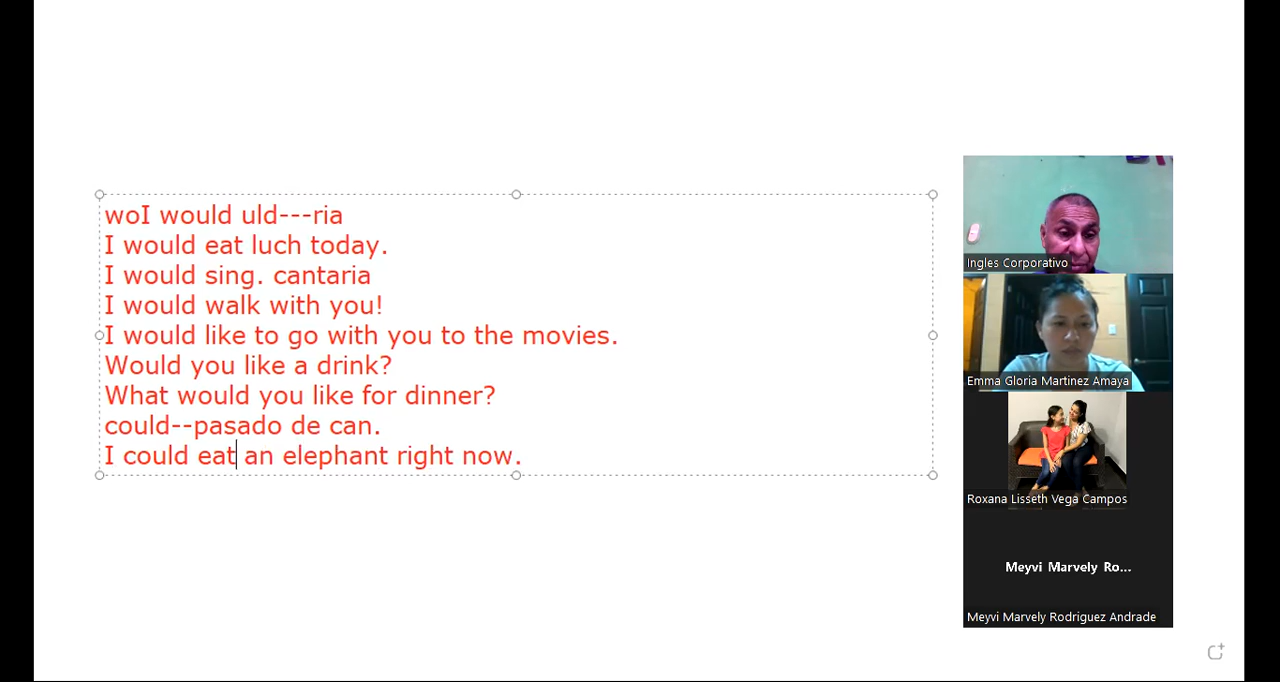 woI would uld---ria
I would eat luch today.
I would sing. cantaria
I would walk with you!
I would like to go with you to the movies.
Would you like a drink?
What would you like for dinner?
could--pasado de can.
I could eat an elephant right now.
Ingles Corporativo
Emma Gloria Martinez Amaya
Roxana Lisseth Vega Campos
Meyvi Marvely Ro...
Meyvi Marvely Rodriguez Andrade